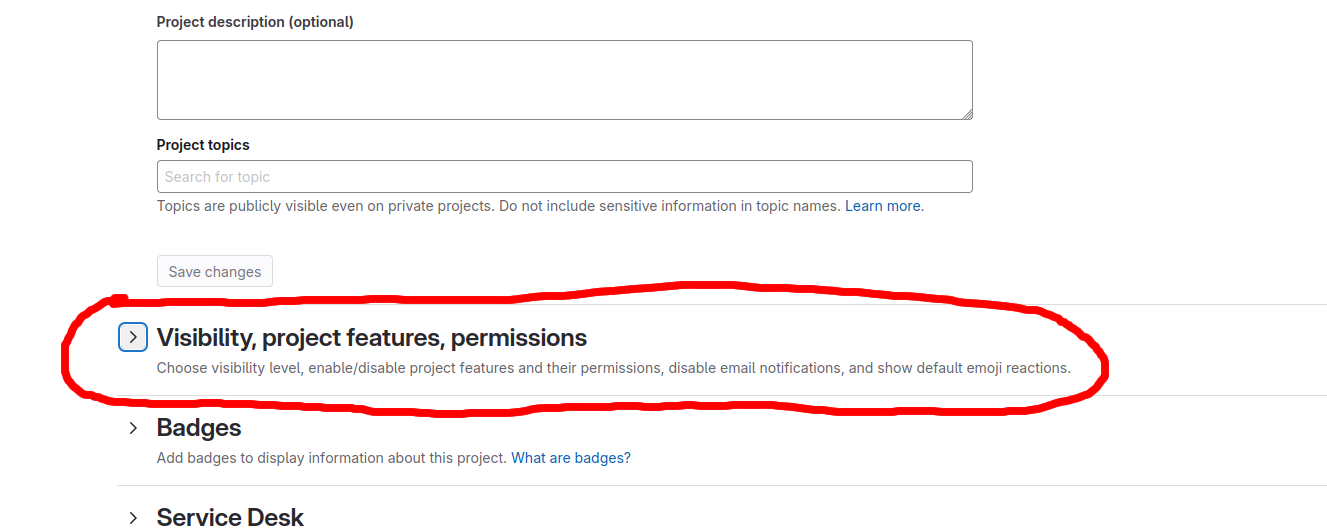 Project description (optional)
Project topics
Search for topic
Topics are publicly visible even on private projects. Do not include sensitive information in topic names. Learn more.
Save changes
Visibility, project features, permissions
Choose visibility level, enable/disable project features and their permissions, disable email notifications, and show default emoji reactions.
Badges
Add badges to display information about this project. What are badges?
Service Desk